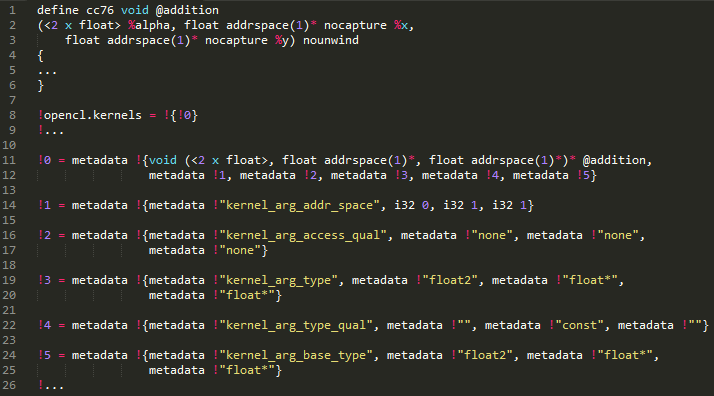 1 define cc76 void @addition
2 (<2 x float> %alpha, float addrspace(1)* nocapture %x,
3 float addrspace(1)* nocapture %y) nounwind
4 {
5 ...
6 }
7
8 !opencl.kernels = !{!0}
9 !...
10
11 !0 = metadata !{void (<2 x float>, float addrspace(1)*, float addrspace(1)*)* @addition,
12 metadata !1, metadata !2, metadata !3, metadata !4, metadata !5}
13
14 !1 = metadata !{metadata !"kernel_arg_addr_space", i32 0, i32 1, i32 1}
15
16 !2 = metadata !{metadata !"kernel_arg_access_qual", metadata !"none", metadata !"none",
17 metadata !"none"}
18
19 !3 = metadata !{metadata !"kernel_arg_type", metadata !"float2", metadata !"float*",
20 metadata !"float*"}
21
22 !4 = metadata !{metadata !"kernel_arg_type_qual", metadata !"", metadata !"const", metadata !""}
23
24 !5 = metadata !{metadata !"kernel_arg_base_type", metadata !"float2", metadata !"float*",
25 metadata !"float*"}
26 !...